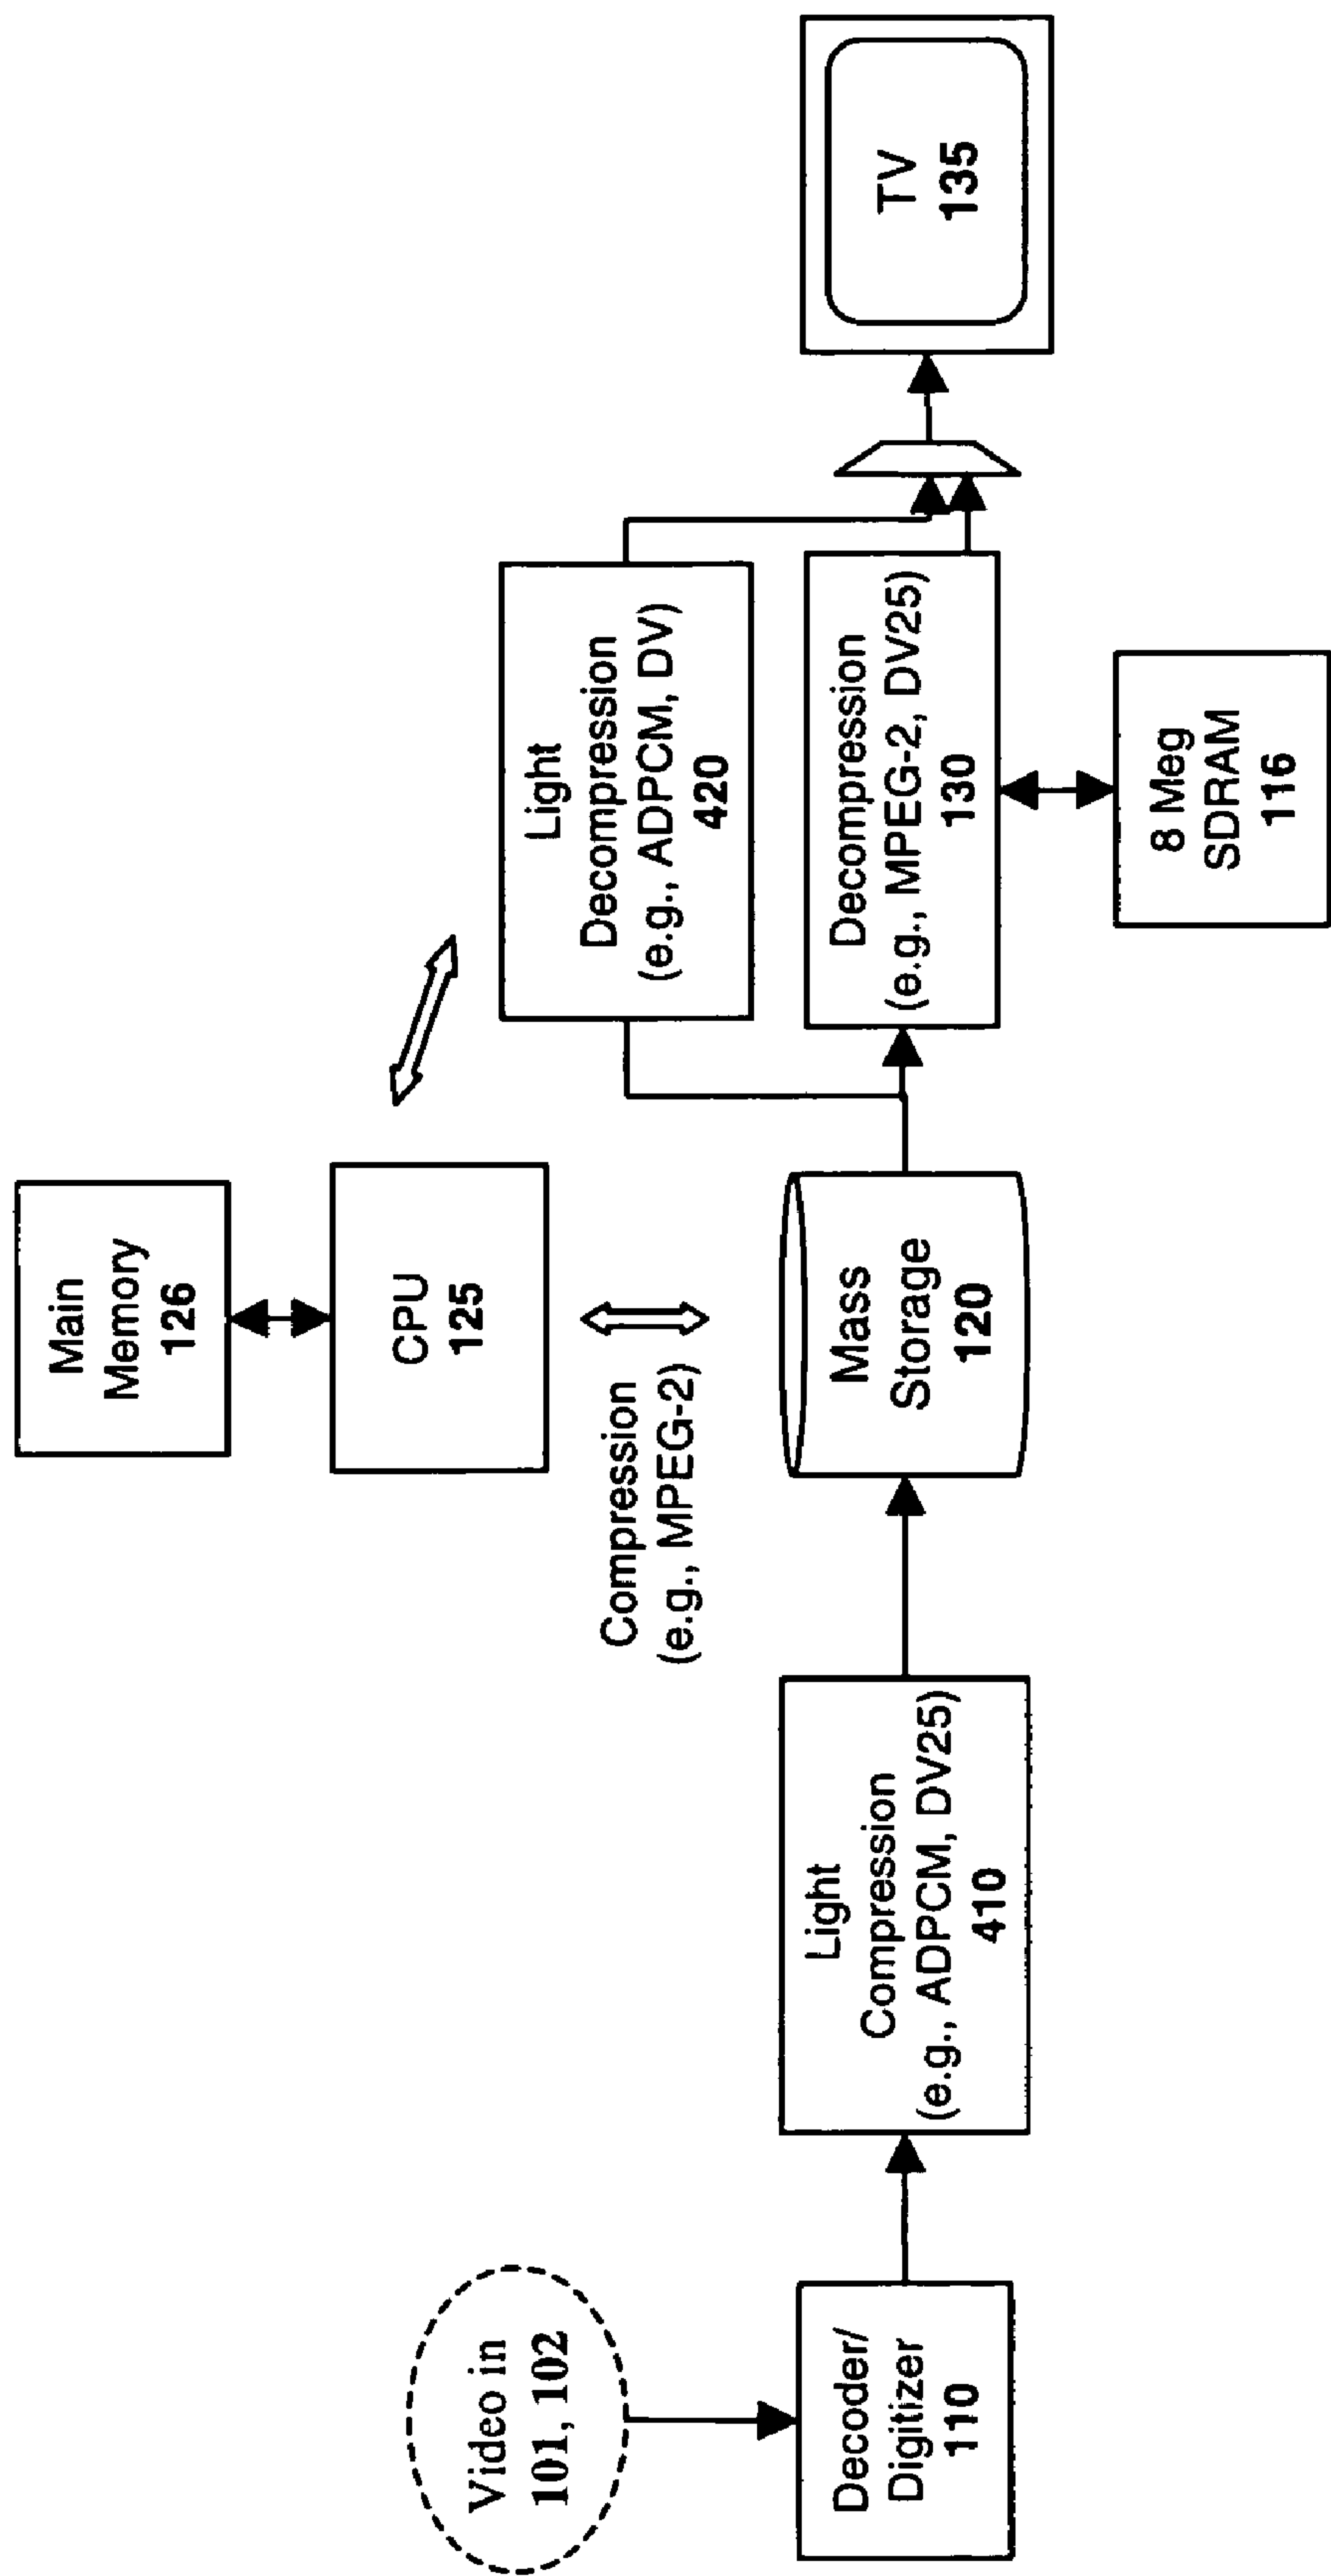 Video in
101, 102
Decoder/
Digitizer
110
Light
Compression
(e.g., ADPCM, DV25)
410
Mass
Storage
120
Compression
(e.g., MPEG-2)
Main
Memory
126
CPU
125
Light
Decompression
(e.g., ADPCM, DV)
420
Decompression
(e.g., MPEG-2, DV25)
130
8 Meg
SDRAM
116
TV
135